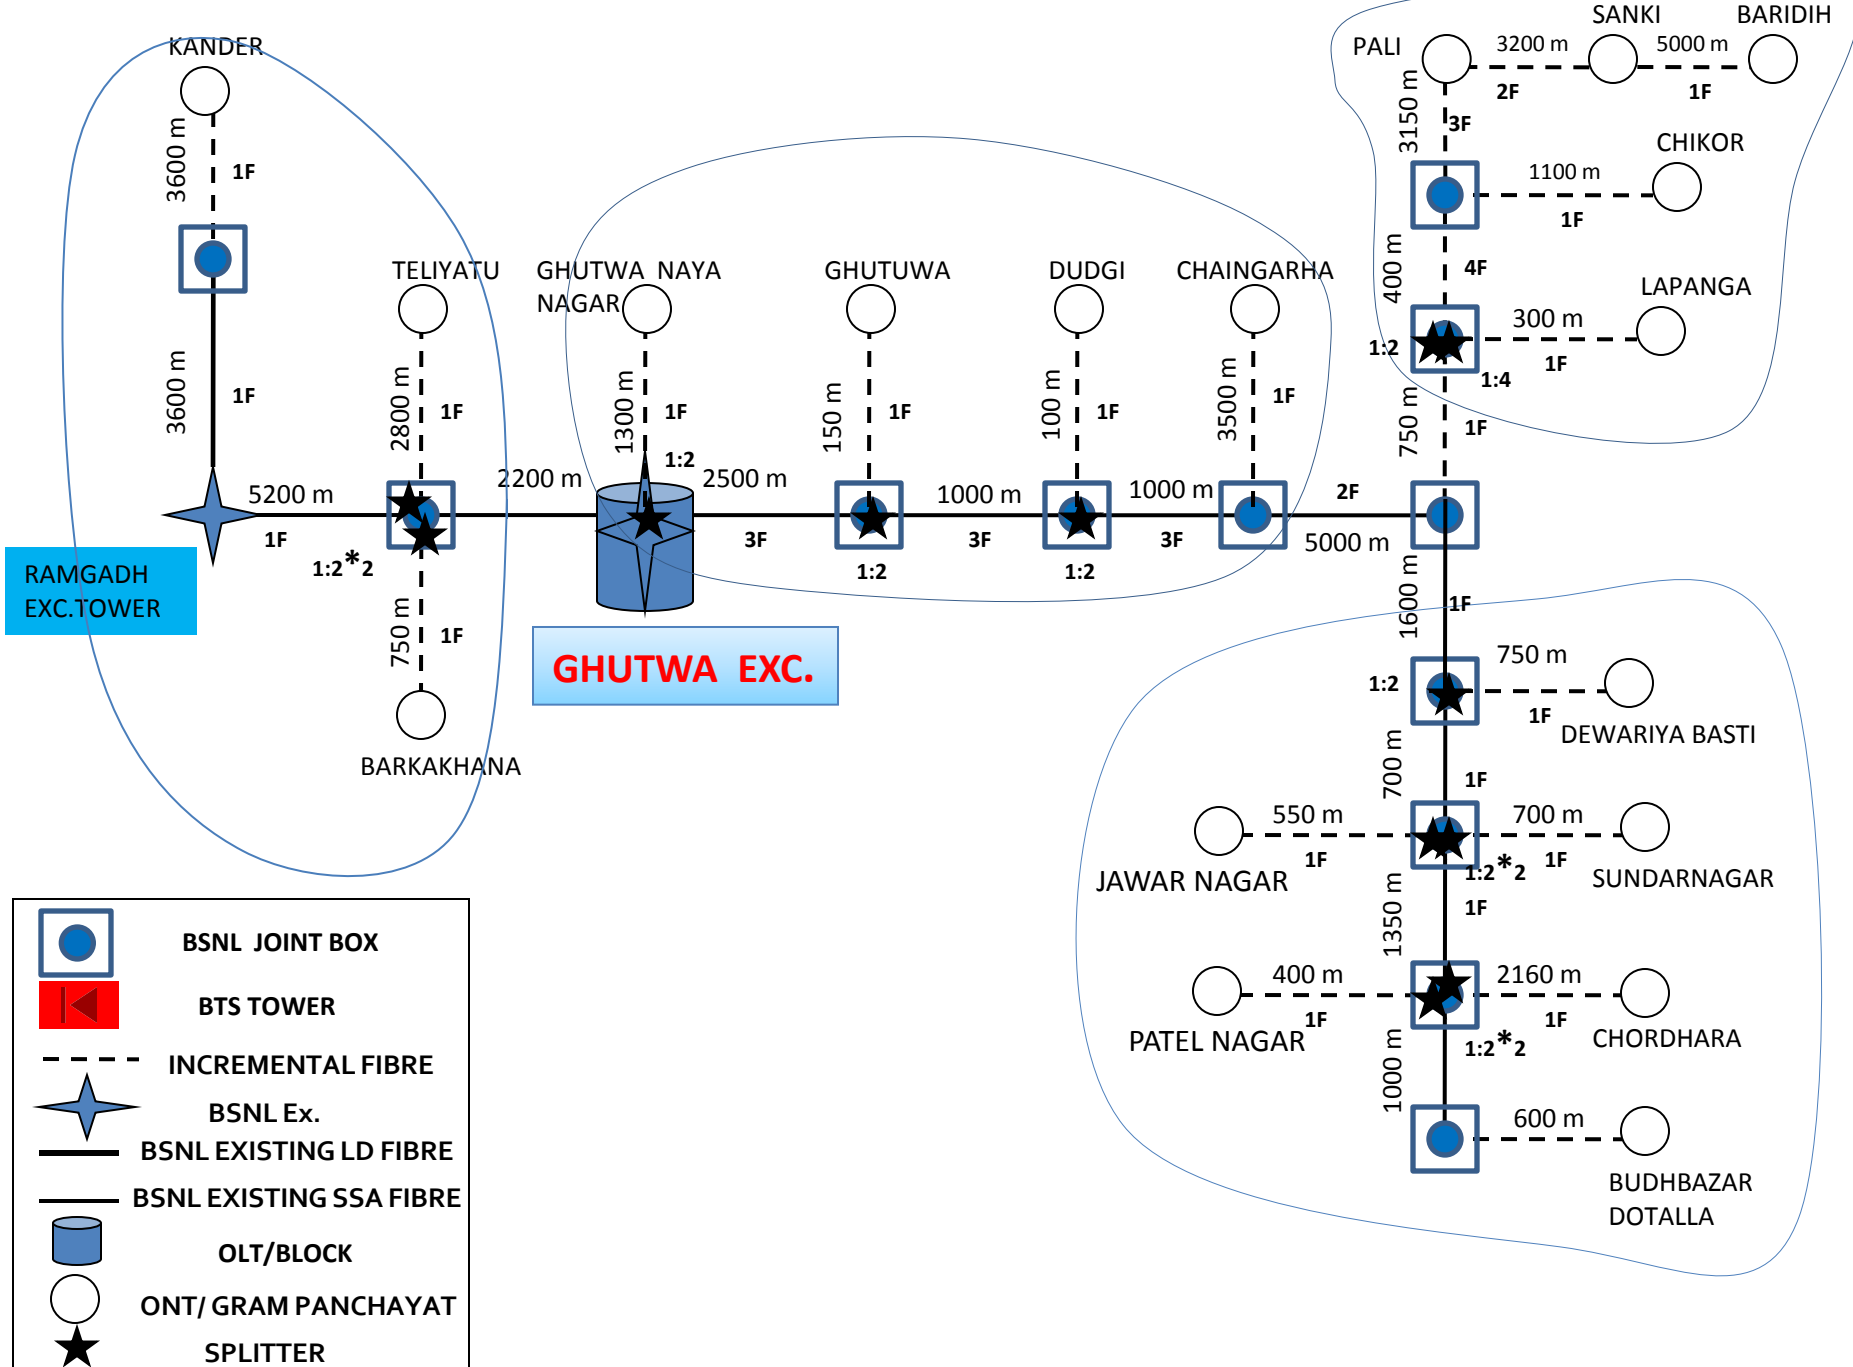 KANDER
3600 m
1F
3600 m
1F
RAMGADH
EXC.TOWER
5200 m
1F
TELIYATU
2800 m
1F
1:2*2
750 m
1F
BARKAKHANA
2200 m
GHUTWA NAYA
NAGAR
1300 m
1F
1:2
GHUTWA EXC.
2500 m
3F
GHUTUWA
150 m
1F
1:2
1000 m
3F
DUDGI
100 m
1F
1:2
1000 m
3F
CHAINGARHA
3500 m
1F
2F
5000 m
PALI
3200 m
2F
SANKI
5000 m
1F
BARIDIH
3150 m
3F
CHIKOR
1100 m
1F
400 m
4F
LAPANGA
300 m
1F
1:2
1:4
750 m
1F
1600 m
1F
1:2
750 m
1F
DEWARIYA BASTI
700 m
1F
550 m
1F
JAWAR NAGAR
700 m
1F
1:2*2
SUNDARNAGAR
1350 m
1F
400 m
1F
PATEL NAGAR
2160 m
1F
1:2*2
CHORDHARA
1000 m
600 m
BUDHBAZAR
DOTALLA
BSNL JOINT BOX
BTS TOWER
INCREMENTAL FIBRE
BSNL Ex.
BSNL EXISTING LD FIBRE
BSNL EXISTING SSA FIBRE
OLT/BLOCK
ONT/ GRAM PANCHAYAT
SPLITTER